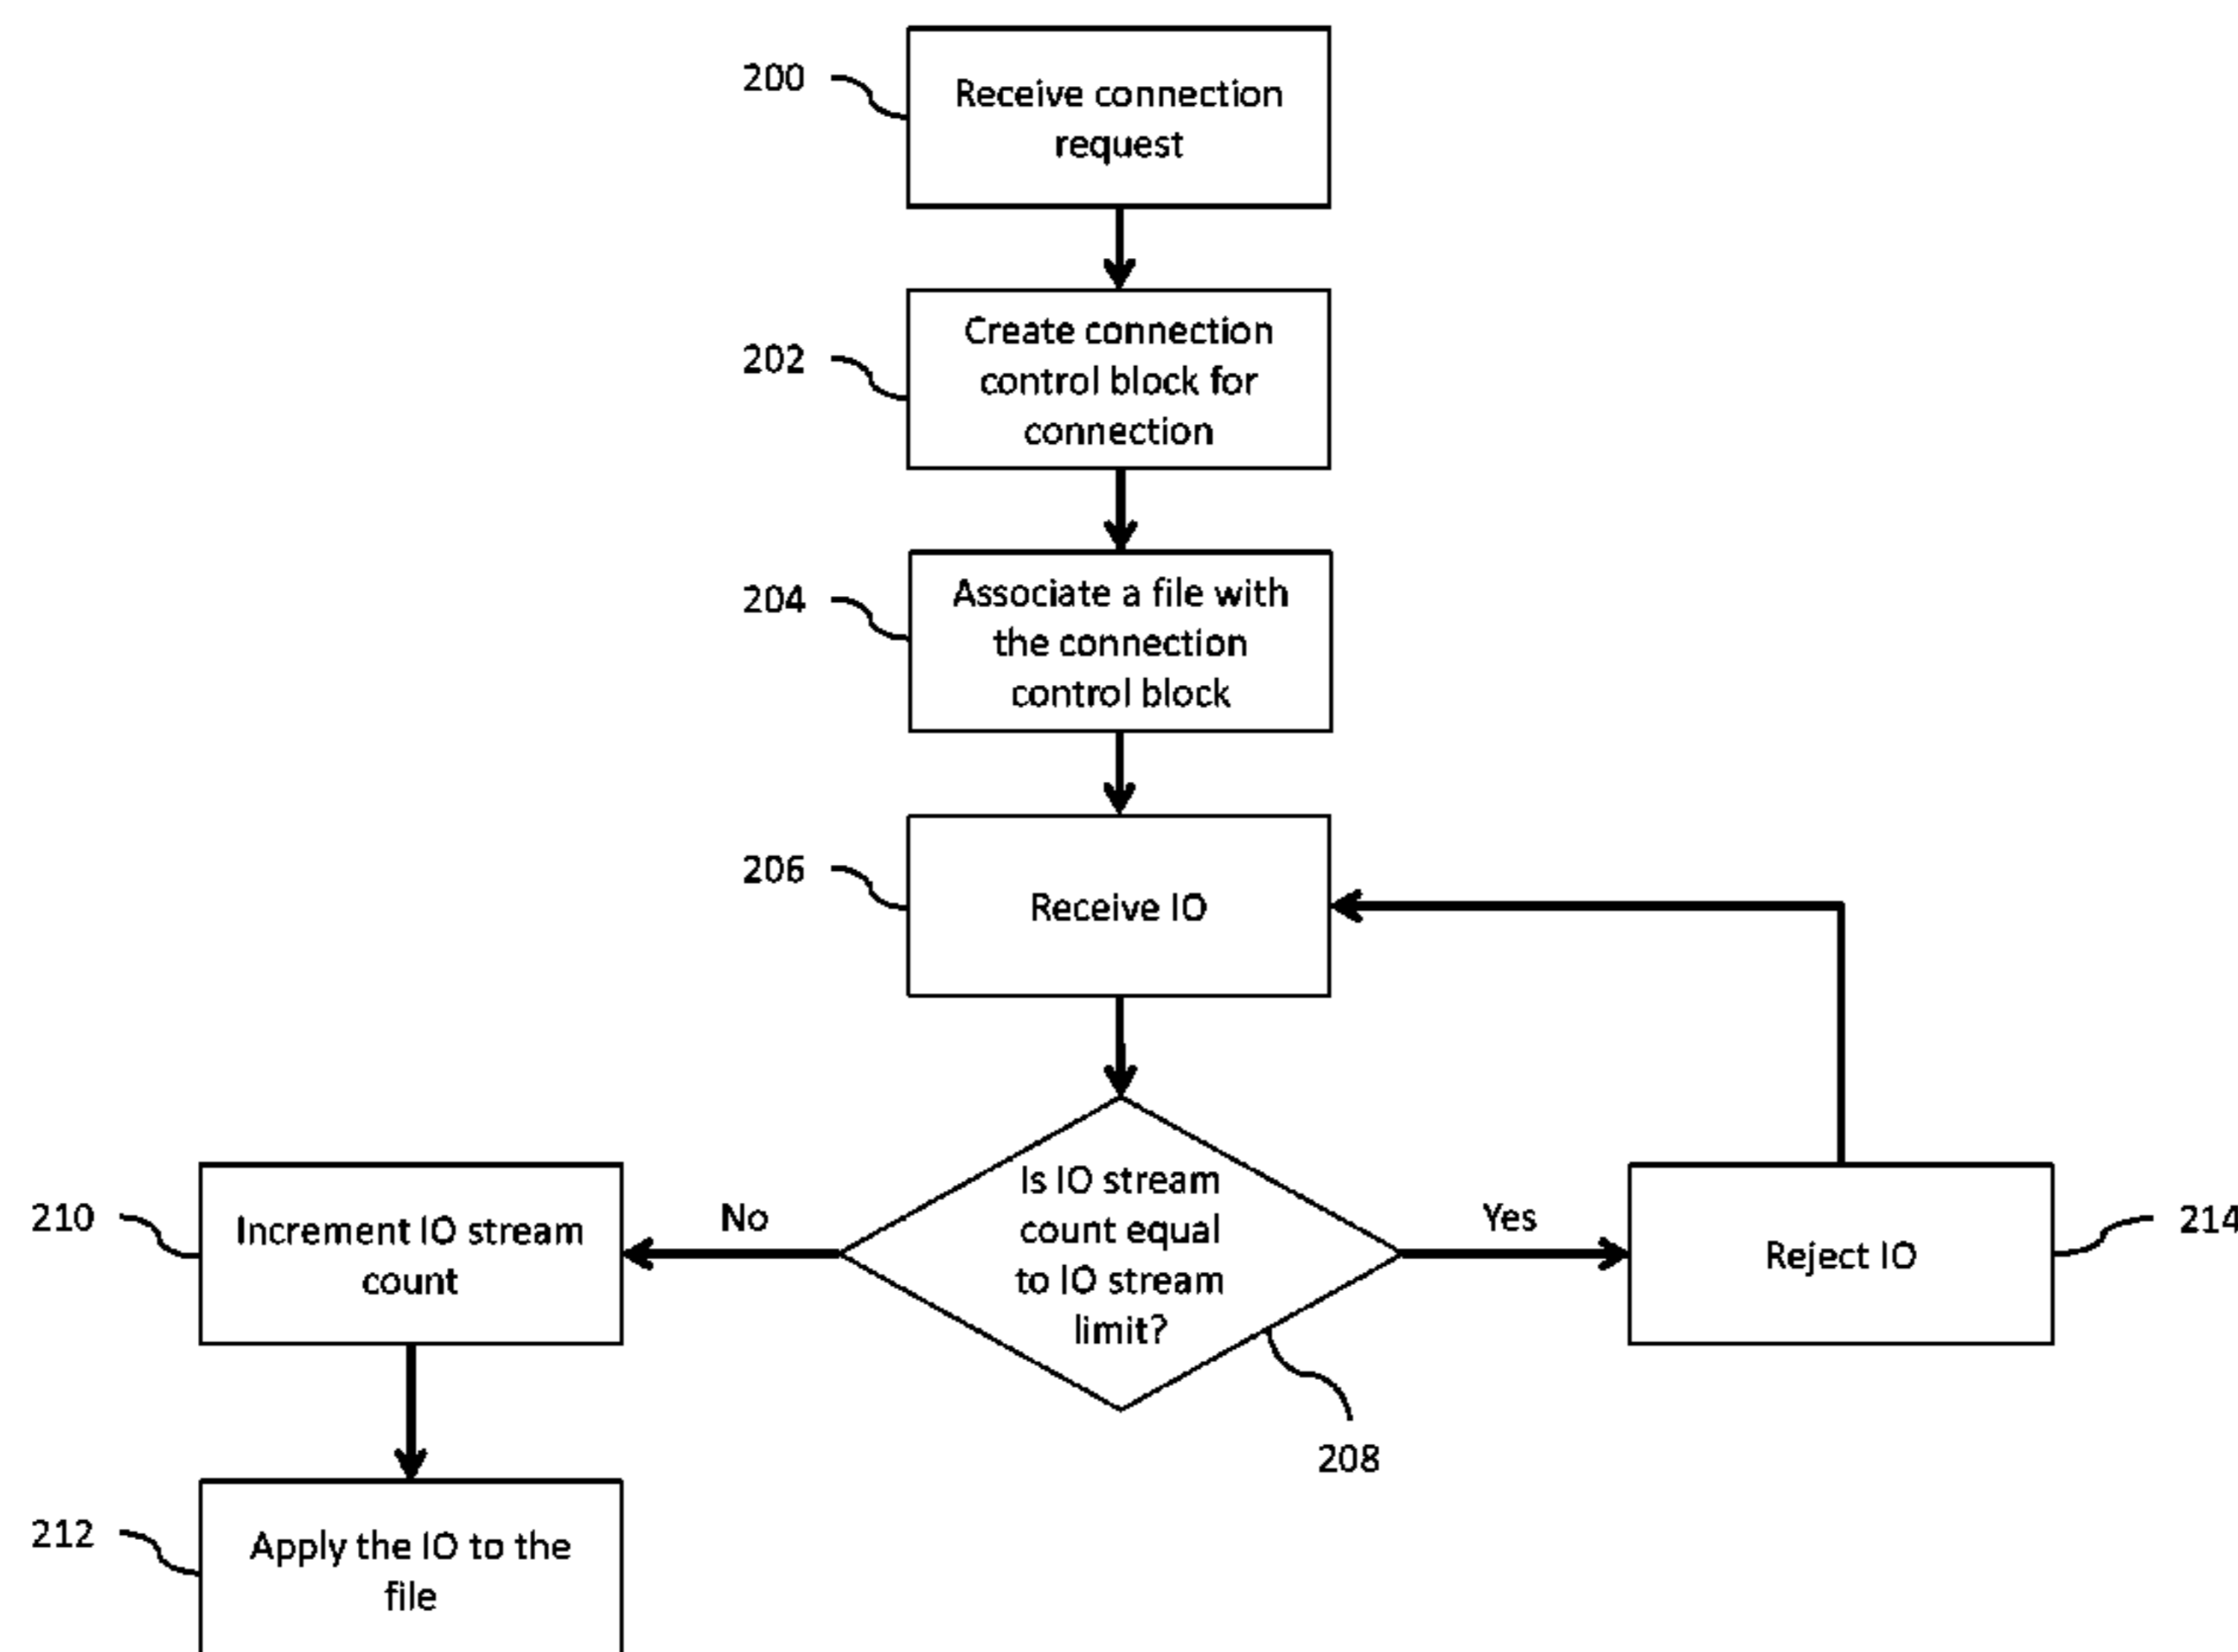 200
Receive connection
request
202
Create connection
control block for
connection
204
Associate a file with
the connection
control block
206
Receive IO
Is IO stream
count equal
to IO stream
limit?
208
No
Yes
210
Increment IO stream
count
Reject IO
214
212
Apply the IO to the
file